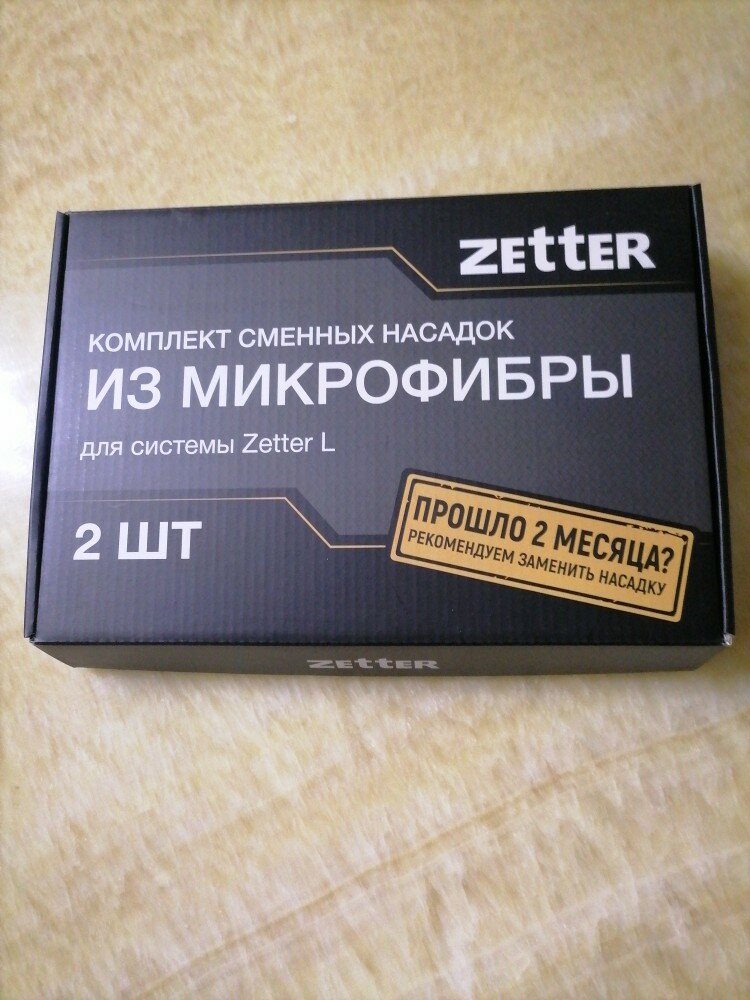 ZETTER
КОМПЛЕКТ СМЕННЫХ НАСАДОК
ИЗ МИКРОФИБРЫ
для системы Zetter L
2 ШТ
ПРОШЛО 2 МЕСЯЦА?
РЕКОМЕНДУЕМ ЗАМЕНИТЬ НАСАДКУ
ZETTER